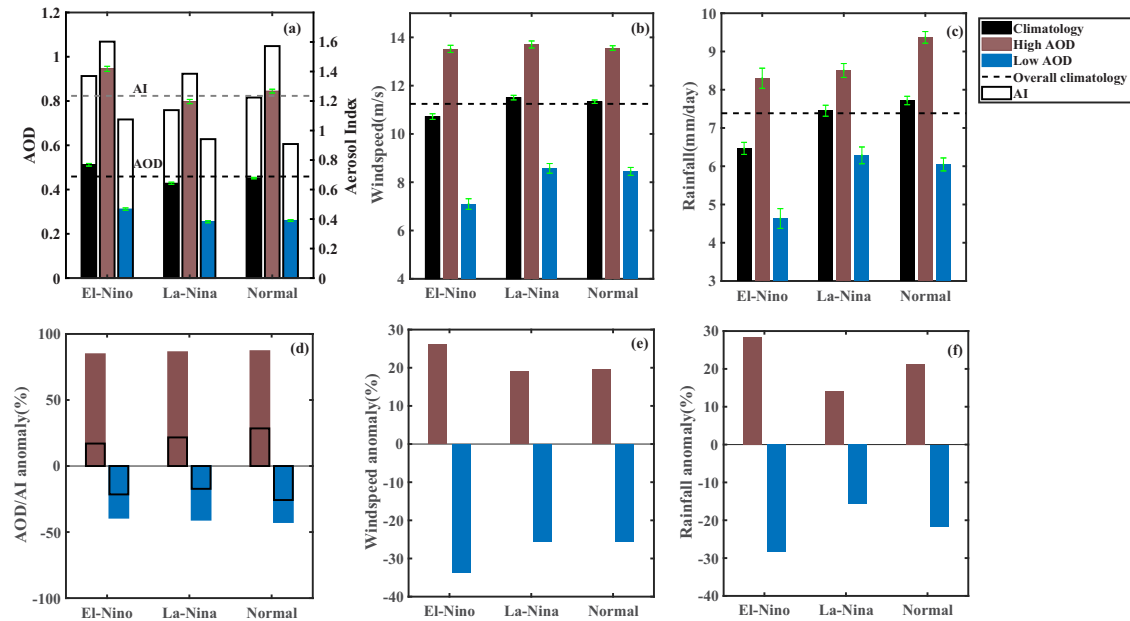 (a)
1.2
1
0.8
0.6
0.4
0.2
0
AOD
AI
AOD
1.6
1.4
1.2
1
0.8
0.6
0.4
0.2
0
Aerosol Index
El-Nino La-Nina Normal
(b)
14
12
10
8
6
4
Windspeed(m/s)
El-Nino La-Nina Normal
(c)
10
9
8
7
6
5
4
3
Rainfall(mm/day)
El-Nino La-Nina Normal
Climatology
High AOD
Low AOD
Overall climatology
AI
(d)
100
50
0
-50
-100
AOD/AI anomaly(%)
El-Nino La-Nina Normal
(e)
30
20
10
0
-10
-20
-30
-40
Windspeed anomaly(%)
El-Nino La-Nina Normal
(f)
30
20
10
0
-10
-20
-30
-40
Rainfall anomaly(%)
El-Nino La-Nina Normal